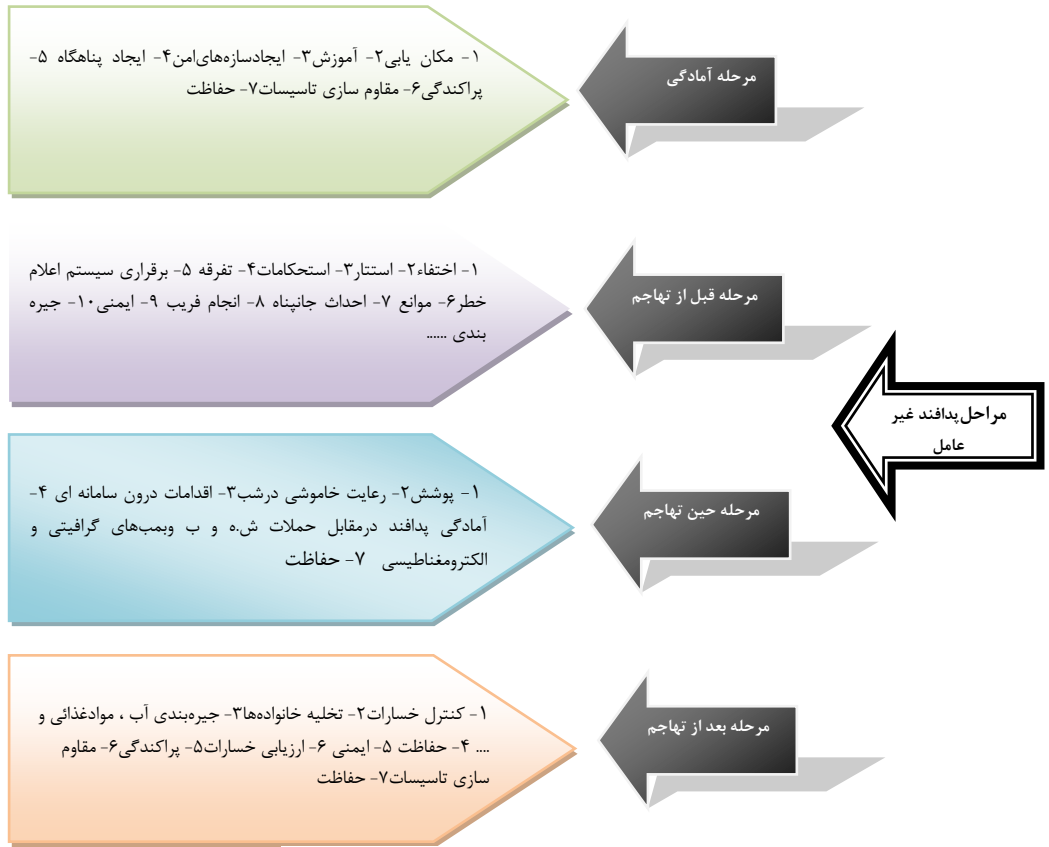 مرحله آمادگی
۱- مکان یابی۲- آموزش۳- ایجادسازه‌های‌امن۴- ایجاد پناهگاه ۵-
پراکندگی۶- مقاوم سازی تاسیسات۷- حفاظت
مرحله قبل از تهاجم
۱- اختفاء۲- استتار۳- استحکامات۴- تفرقه ۵- برقراری سیستم اعلام
خطر۶- موانع ۷- احداث جانپناه ۸- انجام فریب ۹- ایمنی۱۰- جیره
بندی ......
مراحل پدافند غیر
عامل
مرحله حین تهاجم
۱- پوشش۲- رعایت خاموشی درشب۳- اقدامات درون سامانه ای ۴-
آمادگی پدافند درمقابل حملات ش.ه و ب وبمب‌های گرافیتی و
الکترومغناطیسی ۷- حفاظت
مرحله بعد از تهاجم
۱- کنترل خسارات۲- تخلیه خانواده‌ها۳- جیره‌بندی آب ، موادغذائی و
.... ۴- حفاظت ۵- ایمنی ۶- ارزیابی خسارات۵- پراکندگی۶- مقاوم
سازی تاسیسات۷- حفاظت